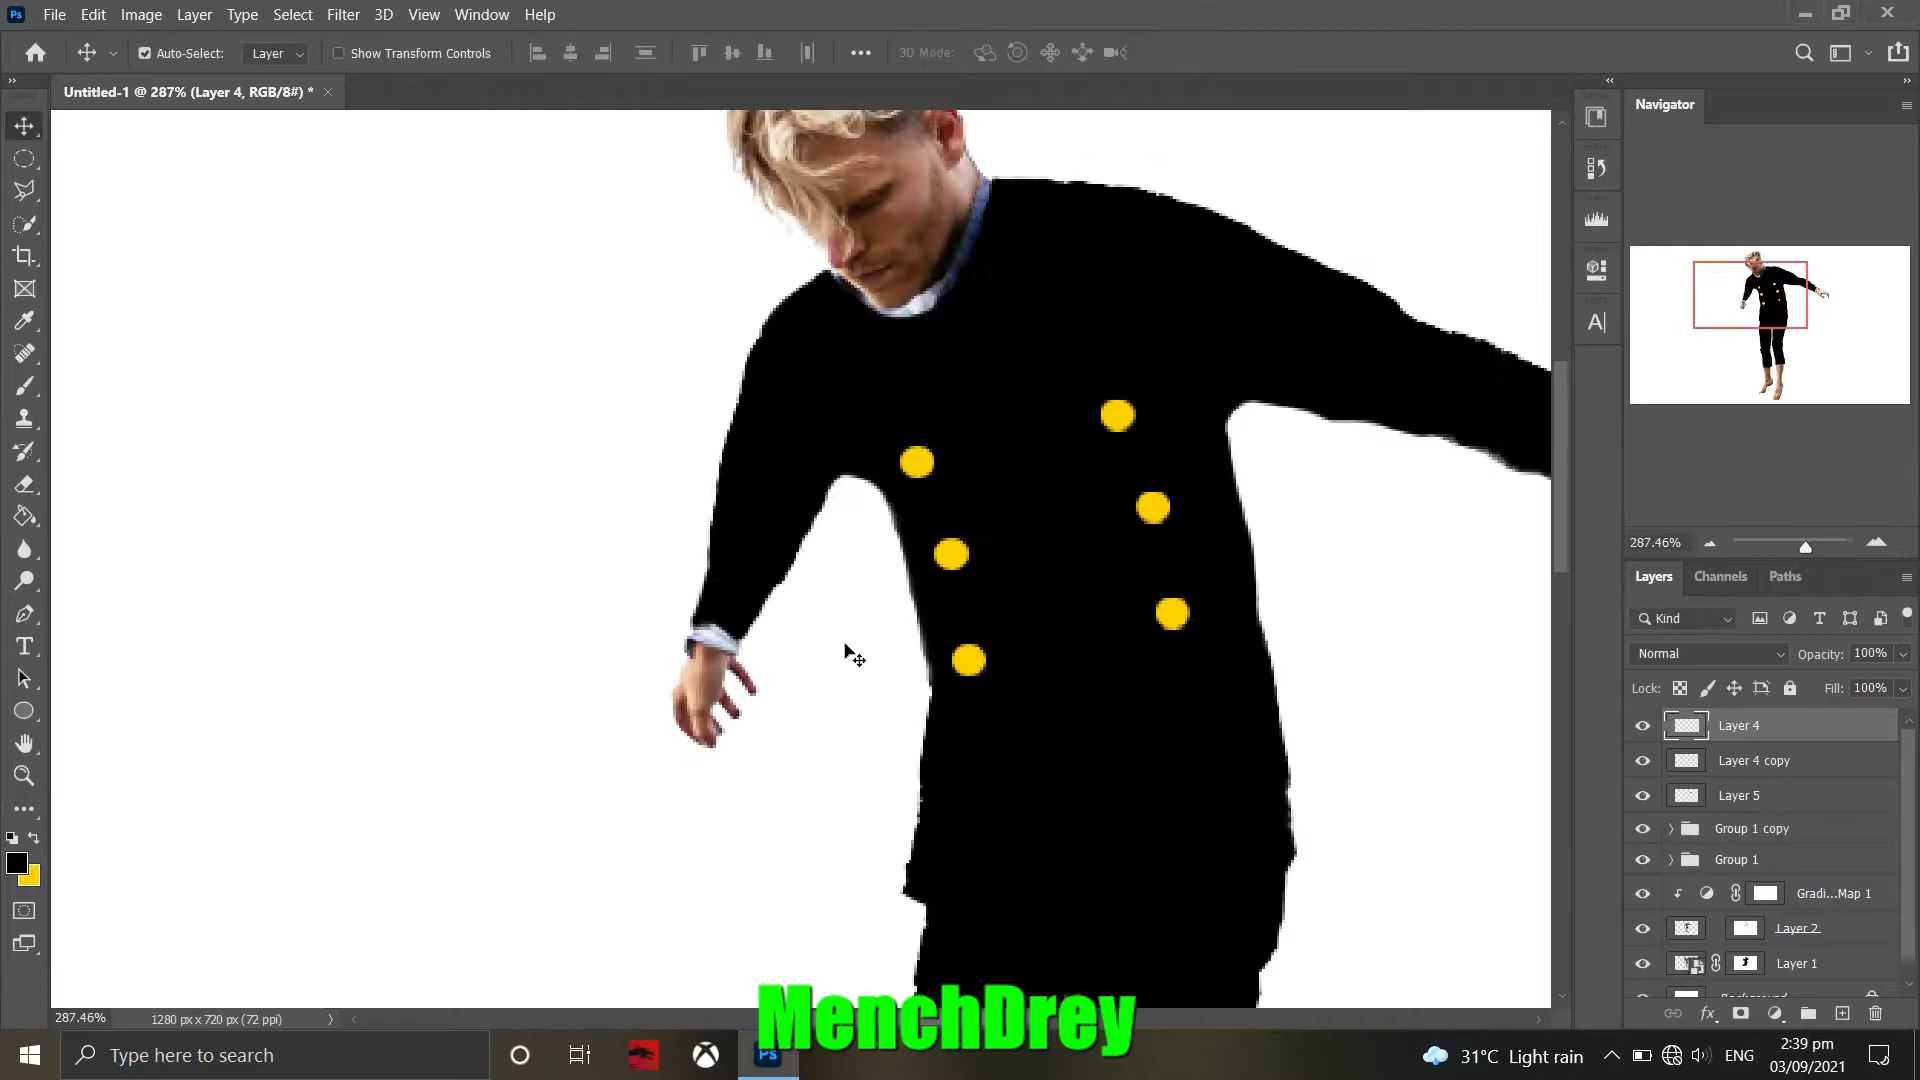 File Edit Image Layer Type Select Filter 3D View Window Help
Auto-Select: Layer Show Transform Controls 3D Mode:
Untitled-1 @ 287% (Layer 4, RGB/8#) *
Navigator
287.46%
Layers Channels Paths
Kind
Normal Opacity: 100%
Lock: Fill: 100%
Layer 4
Layer 4 copy
Layer 5
Group 1 copy
Group 1
Gradi...Map 1
Layer 2
Layer 1
Background
287.46% 1280 px x 720 px (72 ppi)
MenchDrey
Type here to search
Ps
31°C Light rain ENG
2:39 pm
03/09/2021